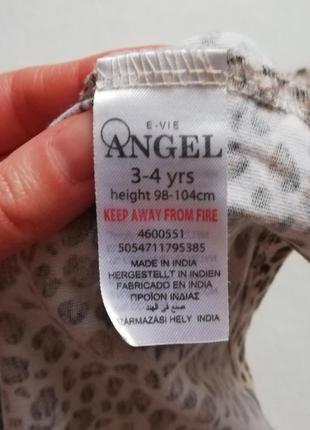 E-VIE
ANGEL
3-4 yrs
height 98-104cm
KEEP AWAY FROM FIRE
4600551
5054711795385
MADE IN INDIA
HERGESTELLT IN INDIEN
FABRICADO EN INDIA
ΠΡΟΪΟΝ ΙΝΔΙΑΣ
صنع في الهند
ZÁRMAZÁSI HELY INDIA